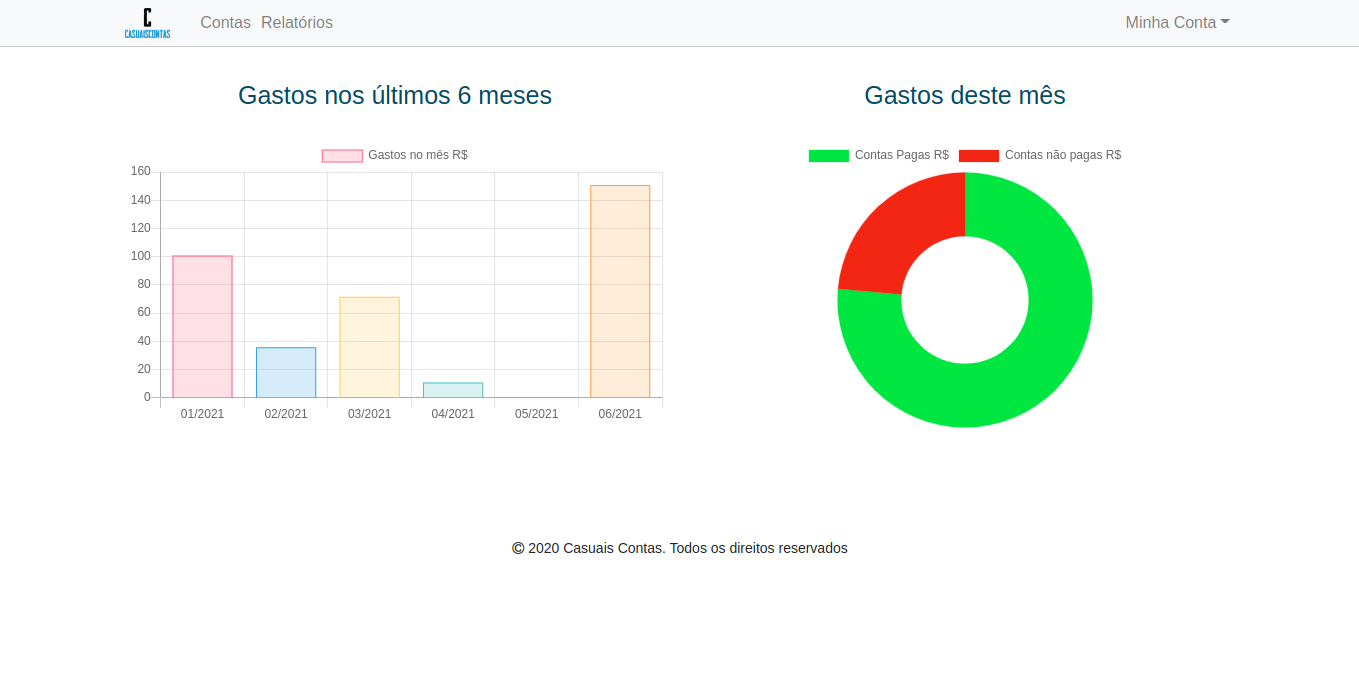 C
CASUAISCONTAS
Contas Relatórios Minha Conta
Gastos nos últimos 6 meses
Gastos no mês R$
160
140
120
100
80
60
40
20
0
01/2021 02/2021 03/2021 04/2021 05/2021 06/2021
Gastos deste mês
Contas Pagas R$ Contas não pagas R$
© 2020 Casuais Contas. Todos os direitos reservados